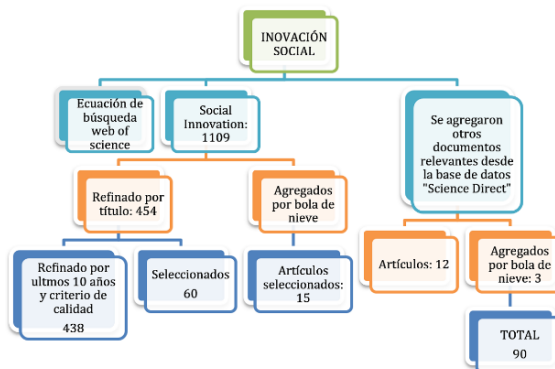 INOVACIÓN
SOCIAL
Ecuación de
búsqueda
web of
science
Social
Innovation:
1109
Se agregaron
otros
documentos
relevantes desde
la base de datos
"Science Direct"
Refinado por
título: 454
Agregados
por bola de
nieve
Refinado por
ultmos 10 años
y criterio de
calidad
438
Seleccionados
60
Artículos
seleccionados:
15
Artículos: 12
Agregados
por bola de
nieve: 3
TOTAL
90